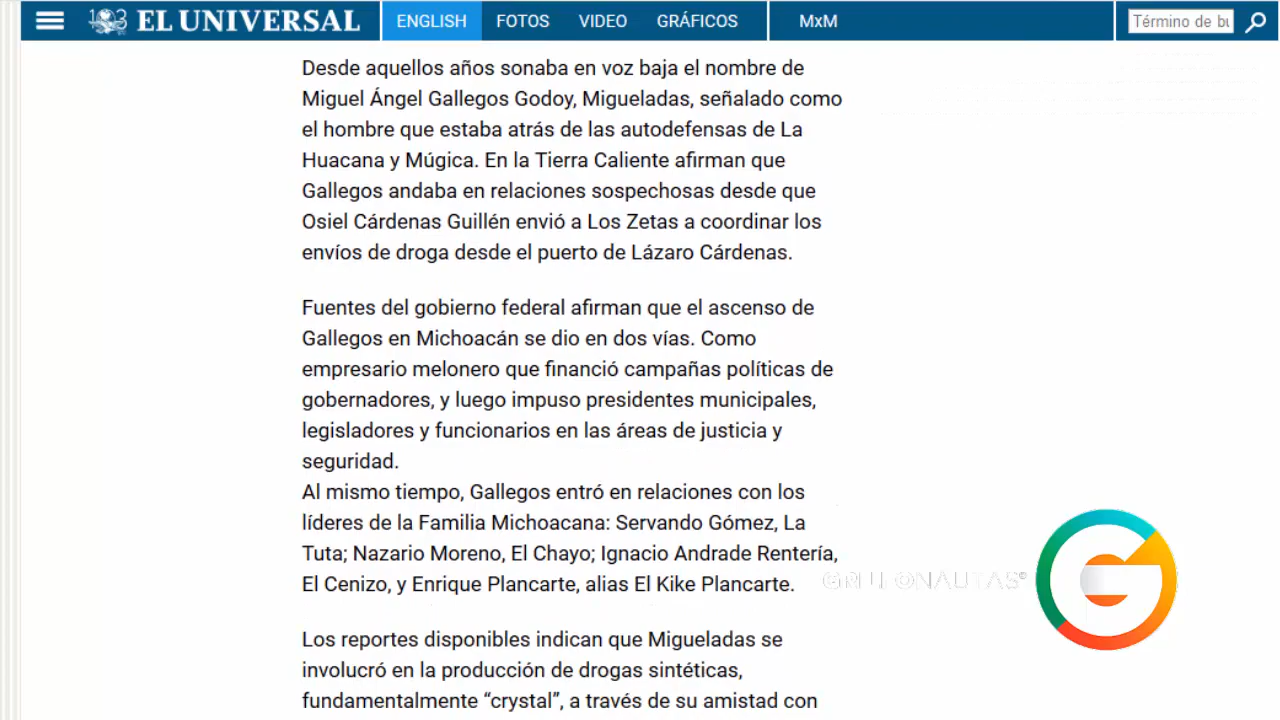 103 EL UNIVERSAL ENGLISH FOTOS VIDEO GRÁFICOS MxM Término de bu
Desde aquellos años sonaba en voz baja el nombre de
Miguel Ángel Gallegos Godoy, Migueladas, señalado como
el hombre que estaba atrás de las autodefensas de La
Huacana y Múgica. En la Tierra Caliente afirman que
Gallegos andaba en relaciones sospechosas desde que
Osiel Cárdenas Guillén envió a Los Zetas a coordinar los
envíos de droga desde el puerto de Lázaro Cárdenas.
Fuentes del gobierno federal afirman que el ascenso de
Gallegos en Michoacán se dio en dos vías. Como
empresario melonero que financió campañas políticas de
gobernadores, y luego impuso presidentes municipales,
legisladores y funcionarios en las áreas de justicia y
seguridad.
Al mismo tiempo, Gallegos entró en relaciones con los
líderes de la Familia Michoacana: Servando Gómez, La
Tuta; Nazario Moreno, El Chayo; Ignacio Andrade Rentería,
El Cenizo, y Enrique Plancarte, alias El Kike Plancarte.
GRILLONAUTAS®
Los reportes disponibles indican que Migueladas se
involucró en la producción de drogas sintéticas,
fundamentalmente “crystal”, a través de su amistad con